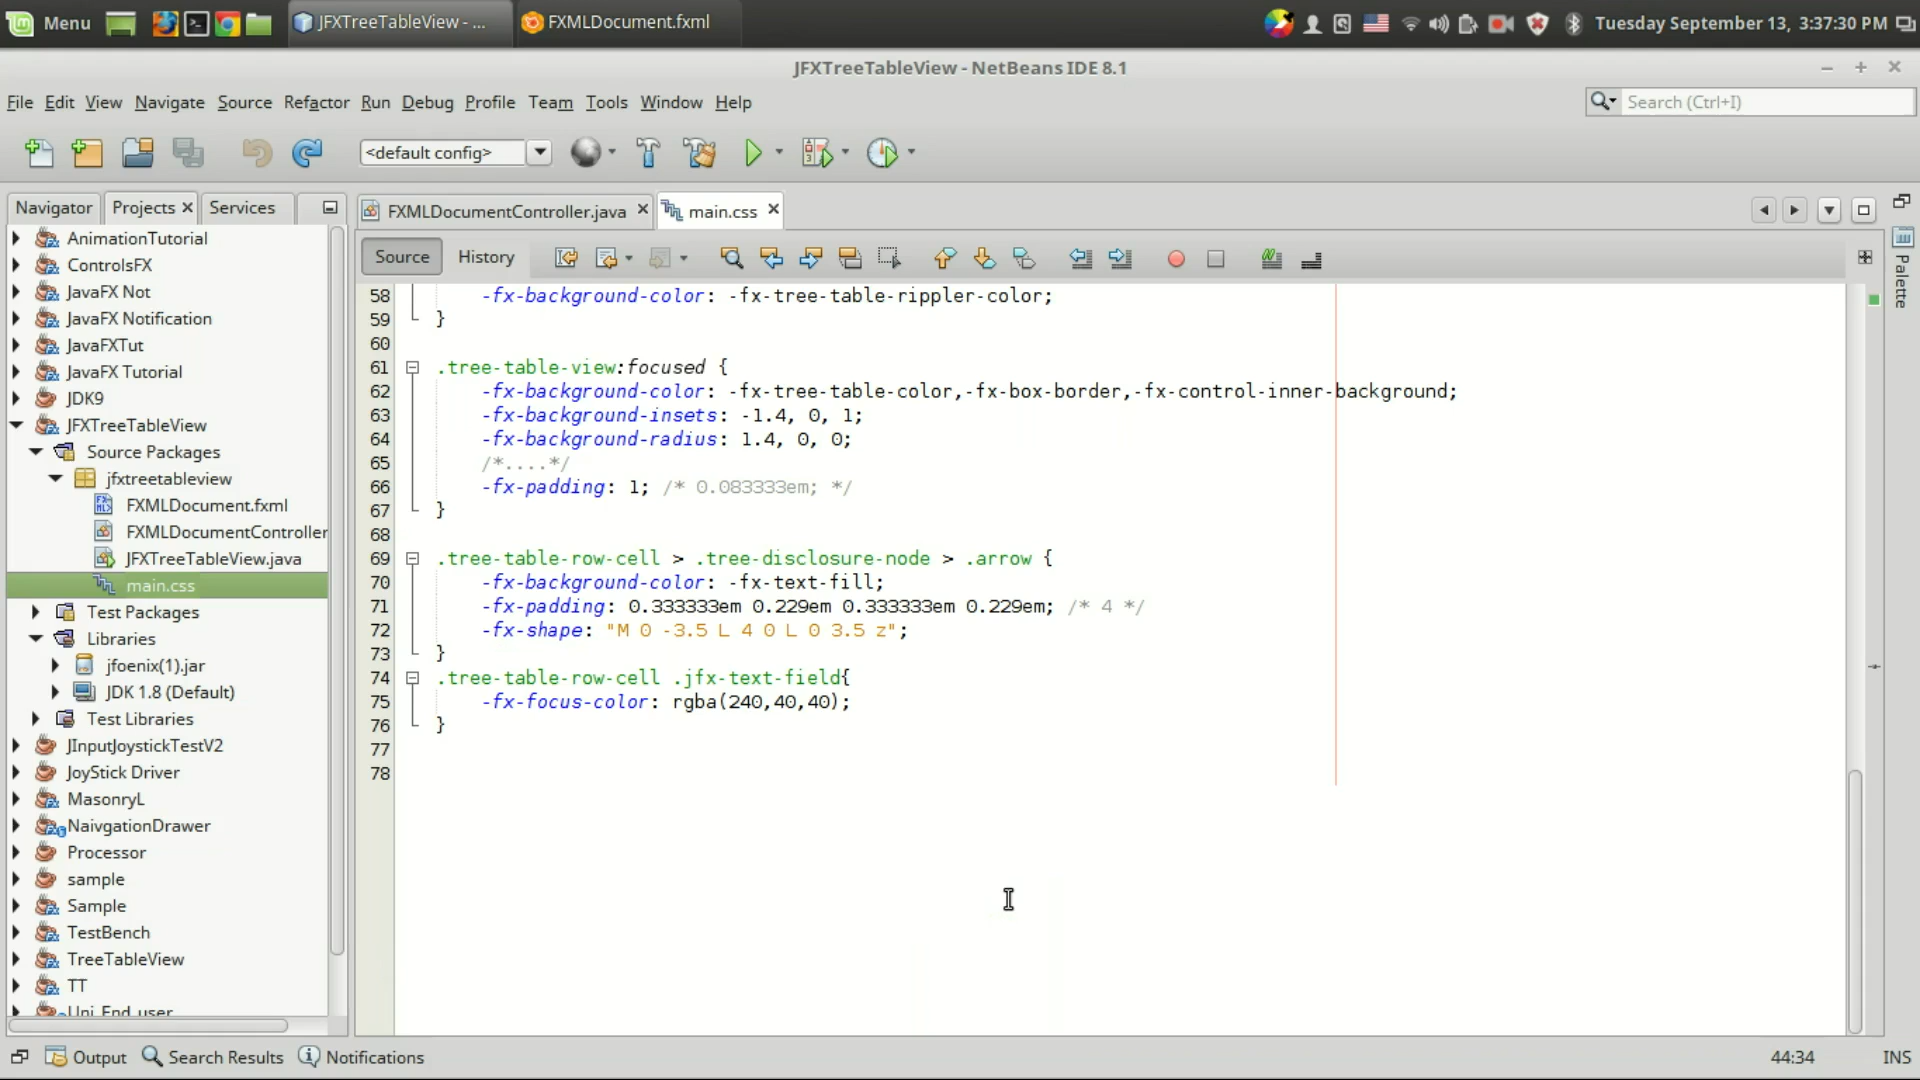 Menu
JFXTreeTableView - ...
FXMLDocument.fxml
Tuesday September 13, 3:37:30 PM
JFXTreeTableView - NetBeans IDE 8.1
File Edit View Navigate Source Refactor Run Debug Profile Team Tools Window Help
Search (Ctrl+I)
<default config>
Navigator Projects Services
FXMLDocumentController.java main.css
Source History
Palette
AnimationTutorial
ControlsFX
JavaFX Not
JavaFX Notification
JavaFXTut
JavaFX Tutorial
JDK9
JFXTreeTableView
Source Packages
jfxtreetableview
FXMLDocument.fxml
FXMLDocumentController
JFXTreeTableView.java
main.css
Test Packages
Libraries
jfoenix(1).jar
JDK 1.8 (Default)
Test Libraries
JInputJoystickTestV2
JoyStick Driver
MasonryL
NaivgationDrawer
Processor
sample
Sample
TestBench
TreeTableView
TT
Uni End user
58 -fx-background-color: -fx-tree-table-rippler-color;
59 }
60
61 .tree-table-view:focused {
62 -fx-background-color: -fx-tree-table-color,-fx-box-border,-fx-control-inner-background;
63 -fx-background-insets: -1.4, 0, 1;
64 -fx-background-radius: 1.4, 0, 0;
65 /*....*/
66 -fx-padding: 1; /* 0.083333em; */
67 }
68
69 .tree-table-row-cell > .tree-disclosure-node > .arrow {
70 -fx-background-color: -fx-text-fill;
71 -fx-padding: 0.333333em 0.229em 0.333333em 0.229em; /* 4 */
72 -fx-shape: "M 0 -3.5 L 4 0 L 0 3.5 z";
73 }
74 .tree-table-row-cell .jfx-text-field{
75 -fx-focus-color: rgba(240,40,40);
76 }
77
78
Output Search Results Notifications
44:34 INS